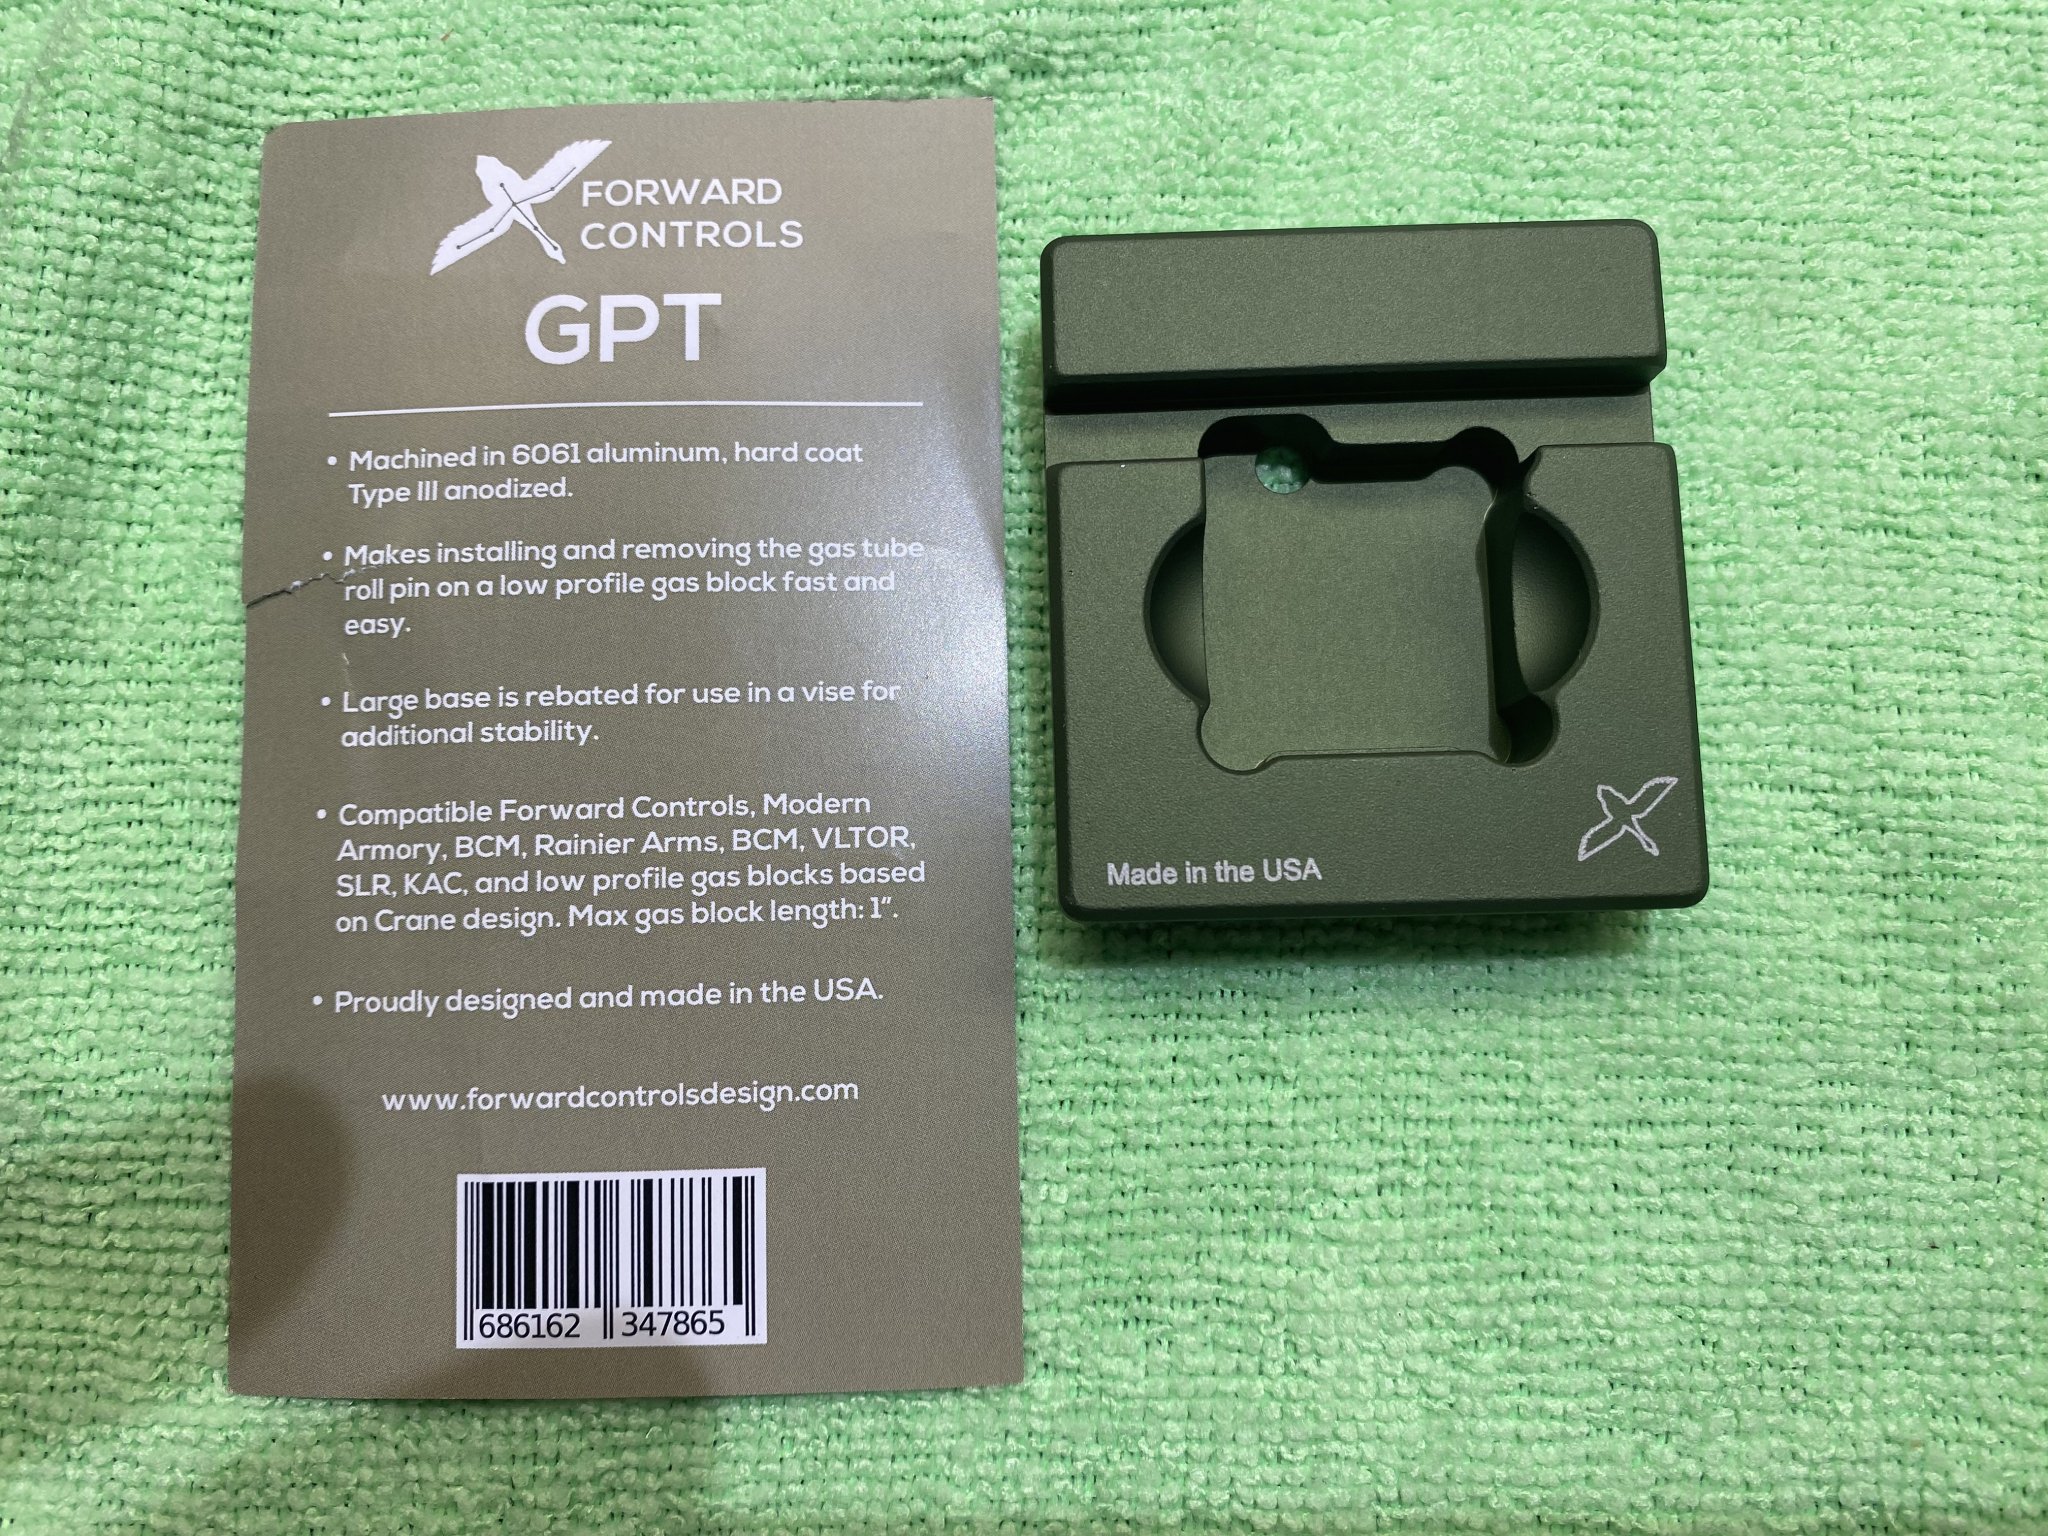 FORWARD
CONTROLS
GPT
• Machined in 6061 aluminum, hard coat
Type III anodized.
• Makes installing and removing the gas tube
roll pin on a low profile gas block fast and
easy.
• Large base is rebated for use in a vise for
additional stability.
• Compatible Forward Controls, Modern
Armory, BCM, Rainier Arms, BCM, VLTOR,
SLR, KAC, and low profile gas blocks based
on Crane design. Max gas block length: 1".
• Proudly designed and made in the USA.
www.forwardcontrolsdesign.com
686162 347865
Made in the USA